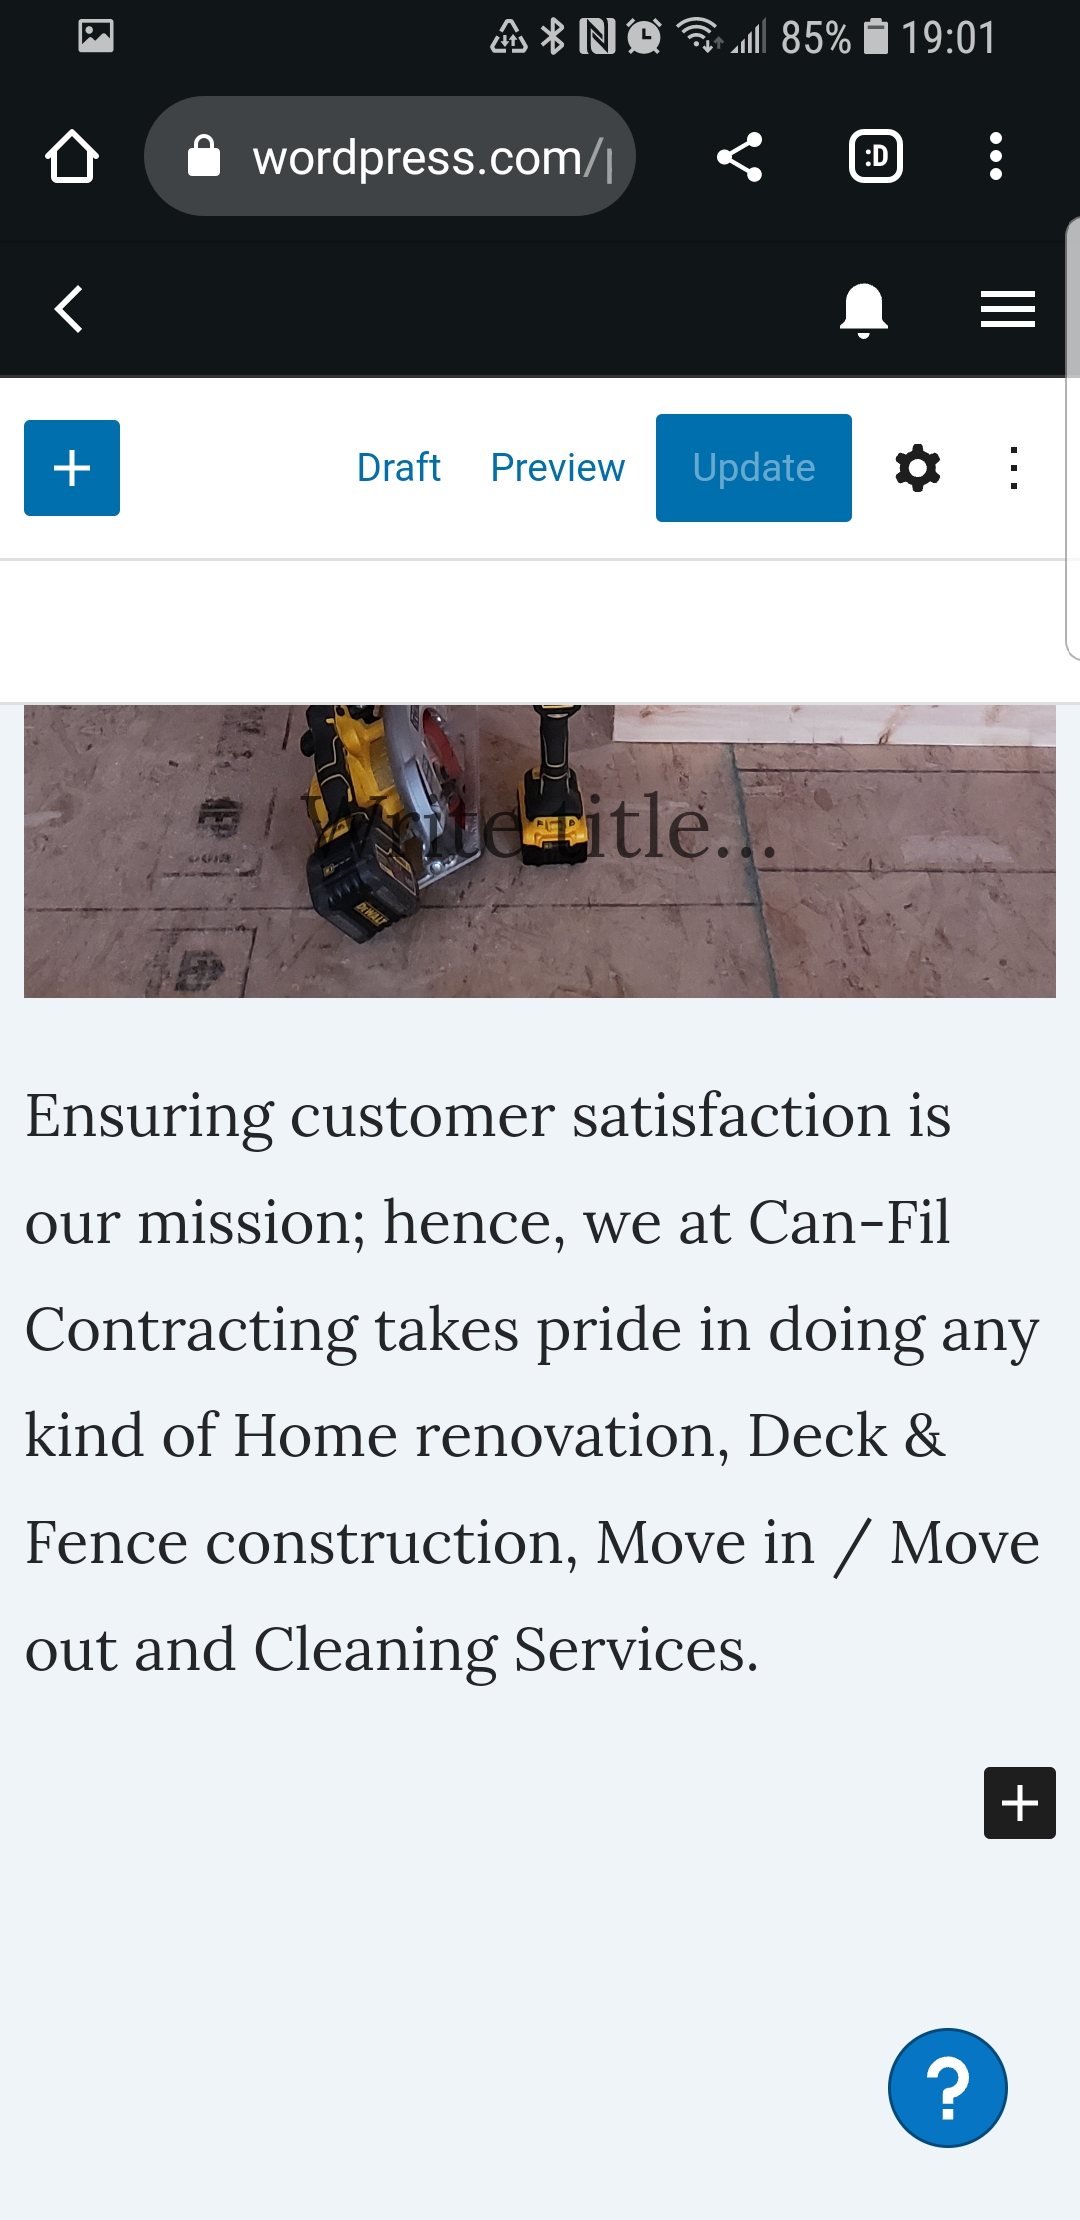 85% 19:01
wordpress.com/
:D
Draft Preview Update
Write title...
DEWALT
Ensuring customer satisfaction is
our mission; hence, we at Can-Fil
Contracting takes pride in doing any
kind of Home renovation, Deck &
Fence construction, Move in / Move
out and Cleaning Services.
?